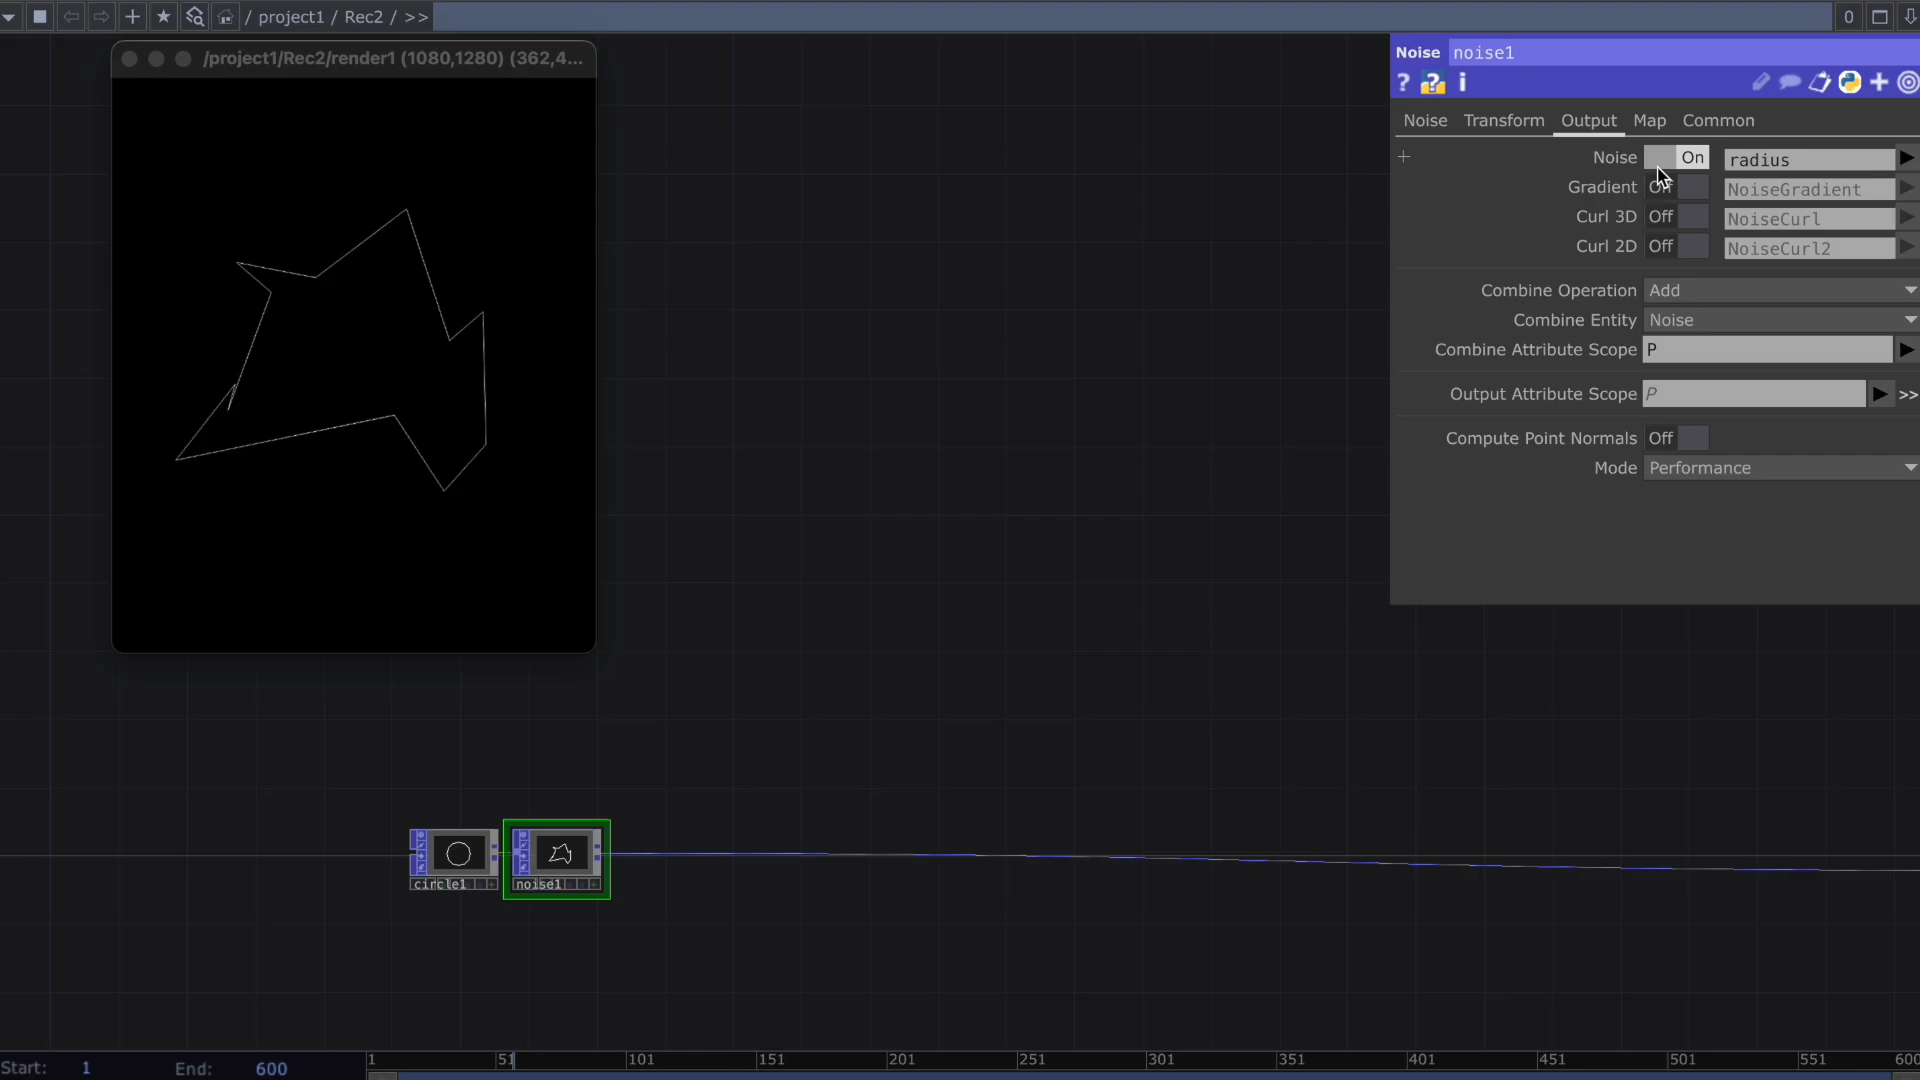 / project1 / Rec2 / >>
0
/project1/Rec2/render1 (1080,1280) (362,4...
Noise noise1
? ? i
Noise Transform Output Map Common
Noise On radius
Gradient Off NoiseGradient
Curl 3D Off NoiseCurl
Curl 2D Off NoiseCurl2
Combine Operation Add
Combine Entity Noise
Combine Attribute Scope P
Output Attribute Scope P >>
Compute Point Normals Off
Mode Performance
circle1
noise1
1 51 101 151 201 251 301 351 401 451 501 551 600
Start: 1 End: 600